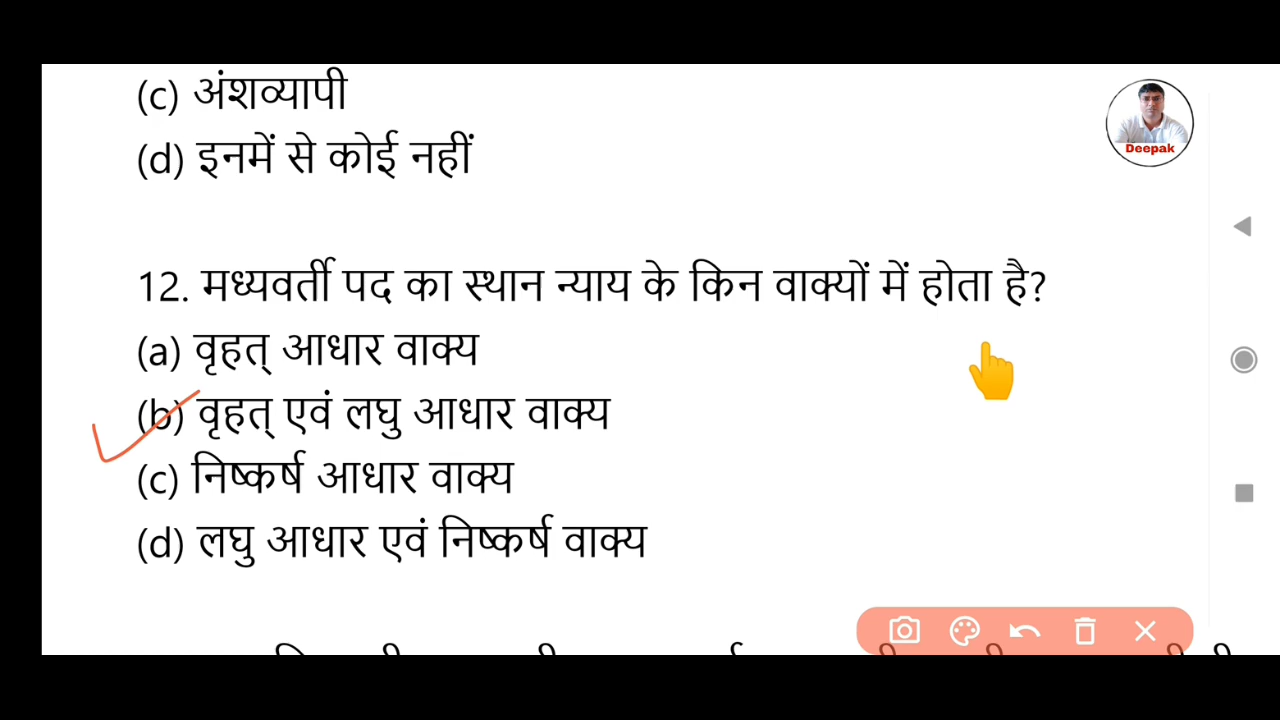 (c) अंशव्यापी
(d) इनमें से कोई नहीं
Deepak
12. मध्यवर्ती पद का स्थान न्याय के किन वाक्यों में होता है?
(a) वृहत् आधार वाक्य
(b) वृहत् एवं लघु आधार वाक्य
(c) निष्कर्ष आधार वाक्य
(d) लघु आधार एवं निष्कर्ष वाक्य